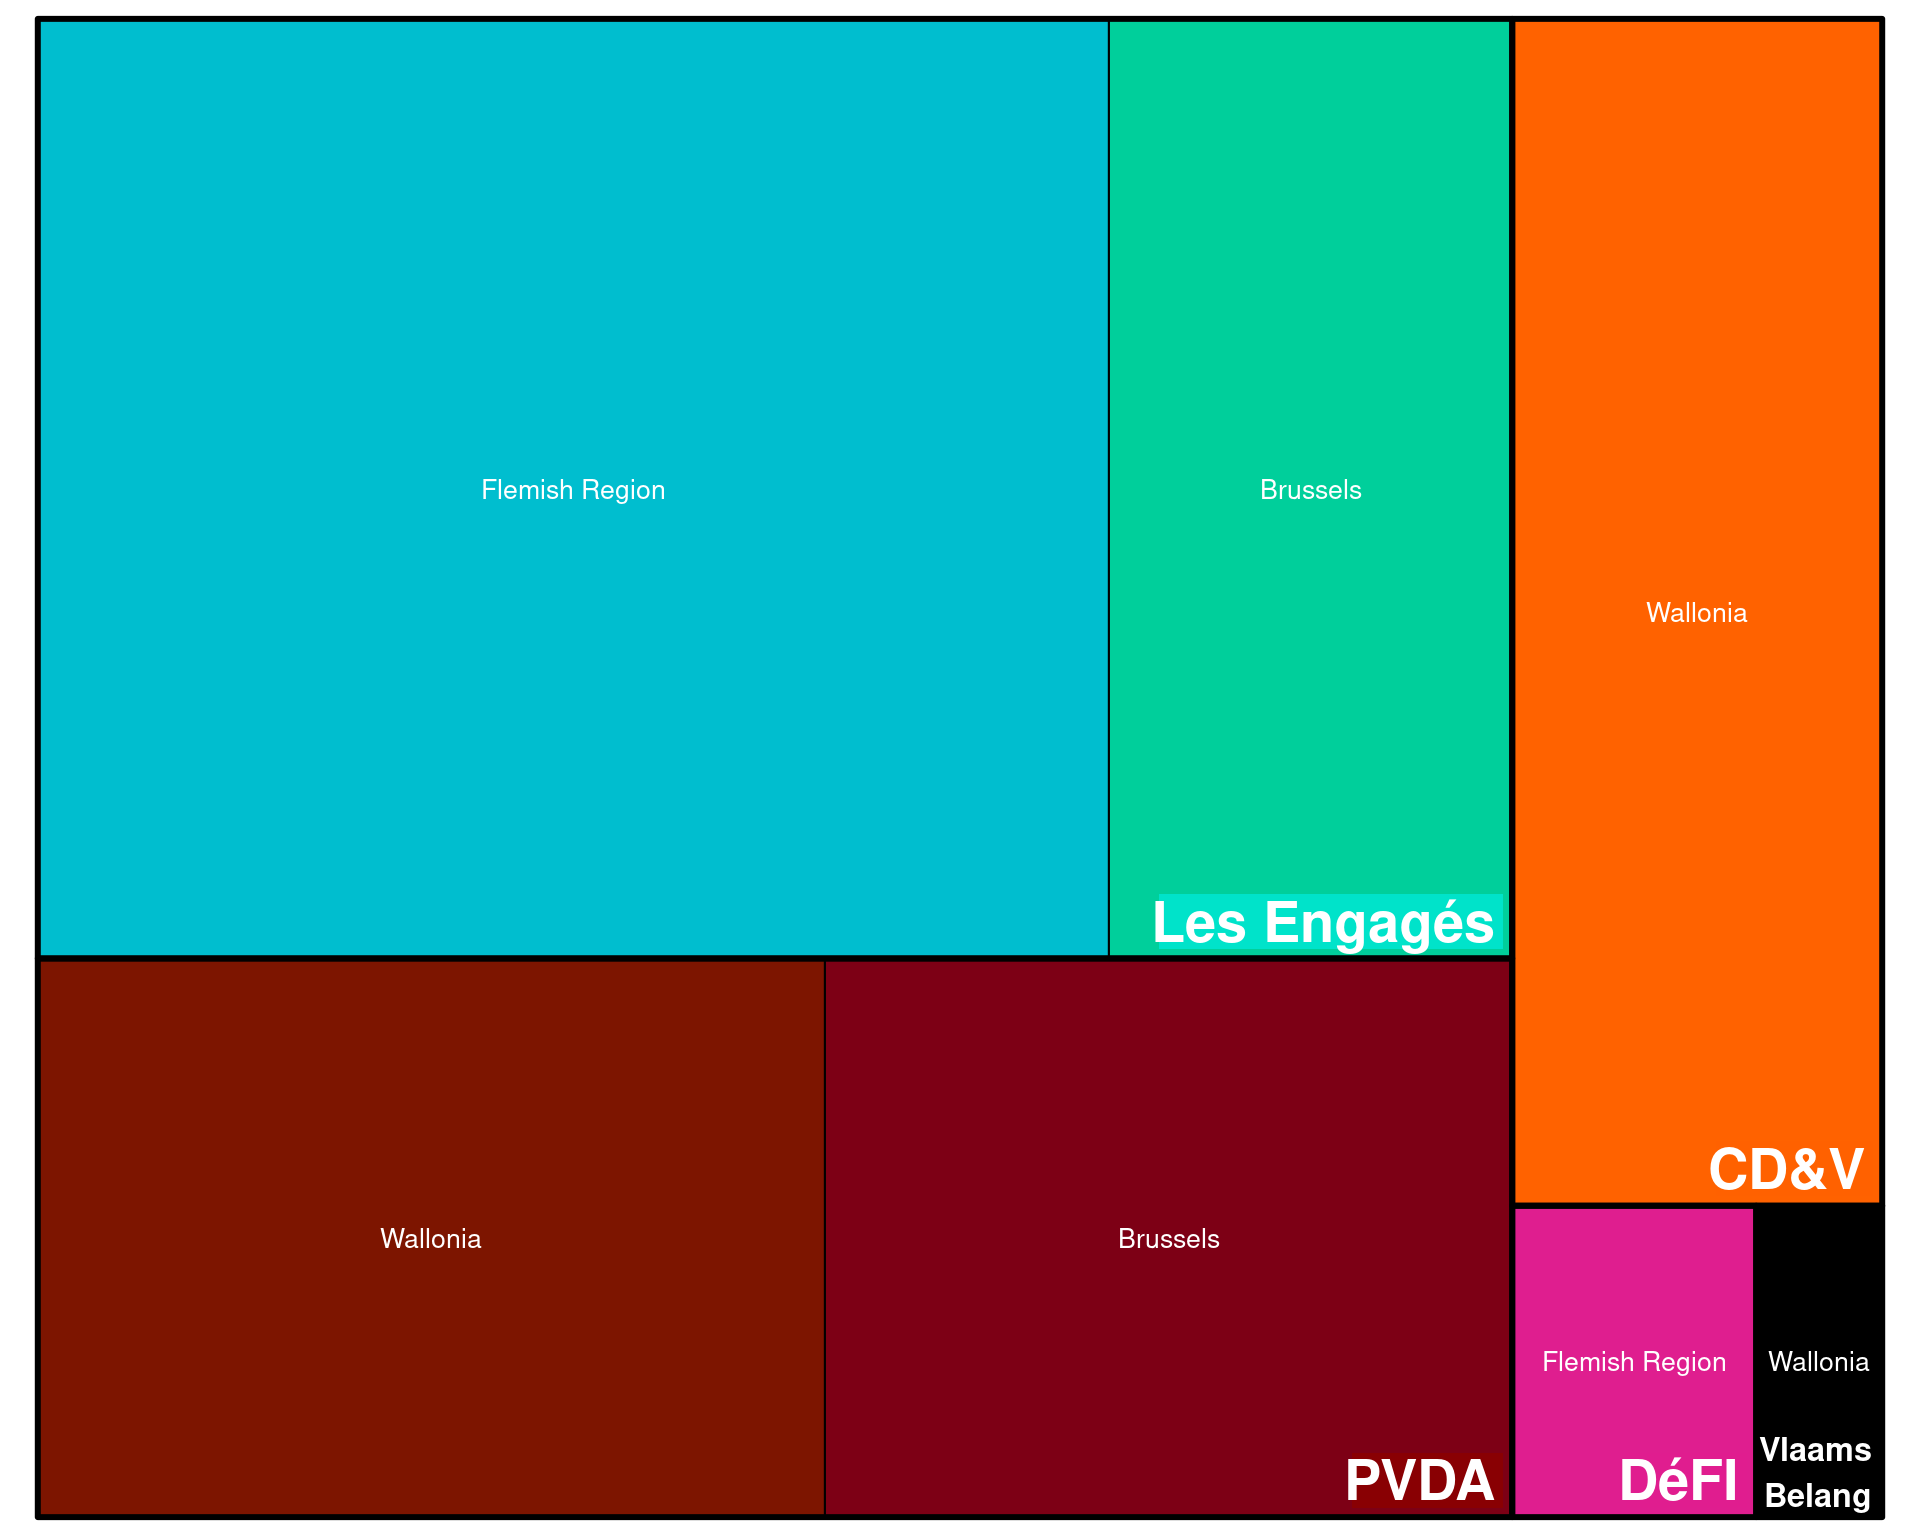 Flemish Region
Brussels
Les Engagés
Wallonia
CD&V
Wallonia
Brussels
PVDA
Flemish Region
DéFI
Wallonia
Vlaams
Belang